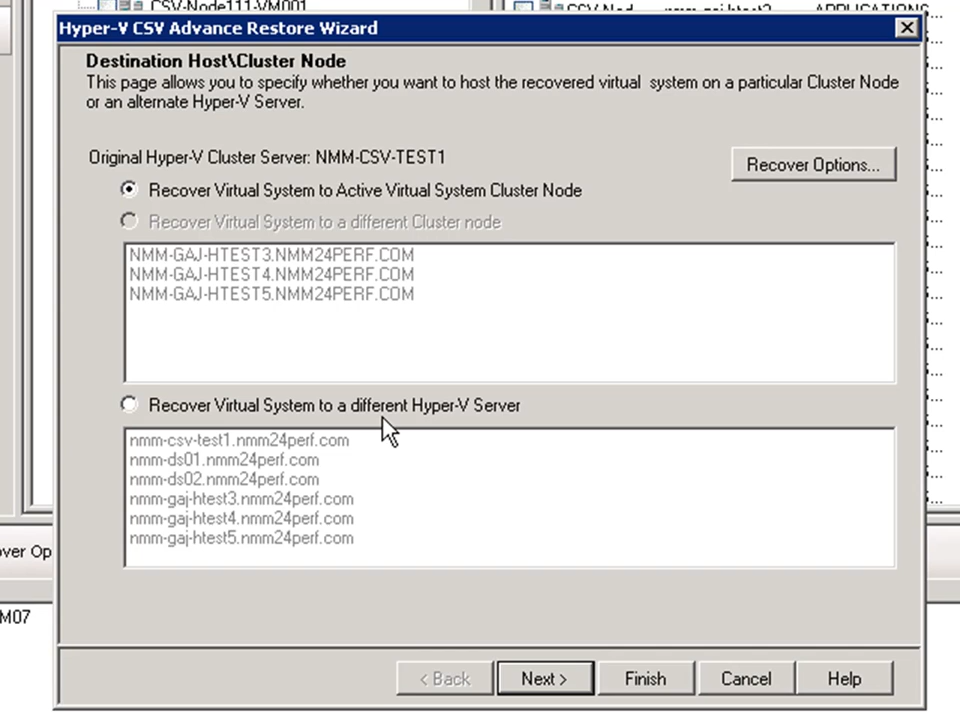 CSV-Node111-VM001
Hyper-V CSV Advance Restore Wizard
Destination Host\Cluster Node
This page allows you to specify whether you want to host the recovered virtual system on a particular Cluster Node
or an alternate Hyper-V Server.
Original Hyper-V Cluster Server: NMM-CSV-TEST1
Recover Options...
Recover Virtual System to Active Virtual System Cluster Node
Recover Virtual System to a different Cluster node
NMM-GAJ-HTEST3.NMM24PERF.COM
NMM-GAJ-HTEST4.NMM24PERF.COM
NMM-GAJ-HTEST5.NMM24PERF.COM
Recover Virtual System to a different Hyper-V Server
nmm-csv-test1.nmm24perf.com
nmm-ds01.nmm24perf.com
nmm-ds02.nmm24perf.com
nmm-gaj-htest3.nmm24perf.com
nmm-gaj-htest4.nmm24perf.com
nmm-gaj-htest5.nmm24perf.com
over Op
M07
< Back Next > Finish Cancel Help